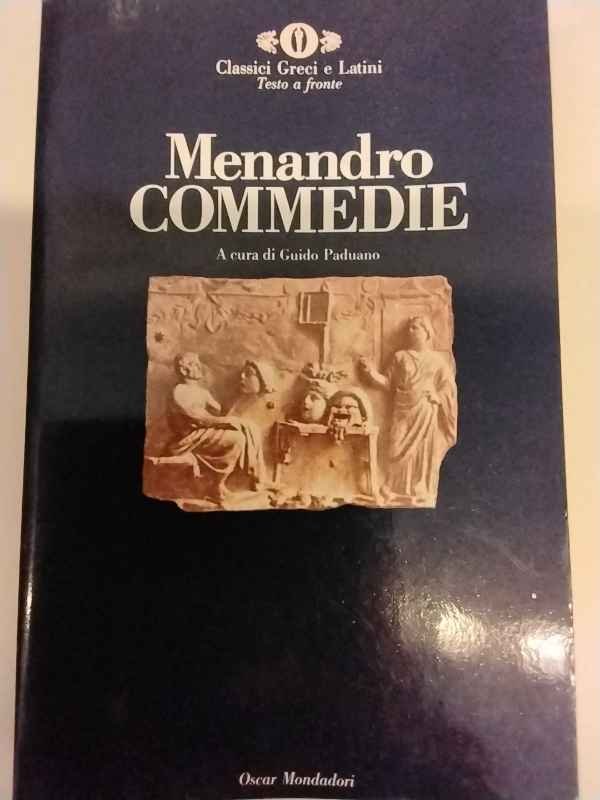 Classici Greci e Latini
Testo a fronte
Menandro
COMMEDIE
A cura di Guido Paduano
Oscar Mondadori